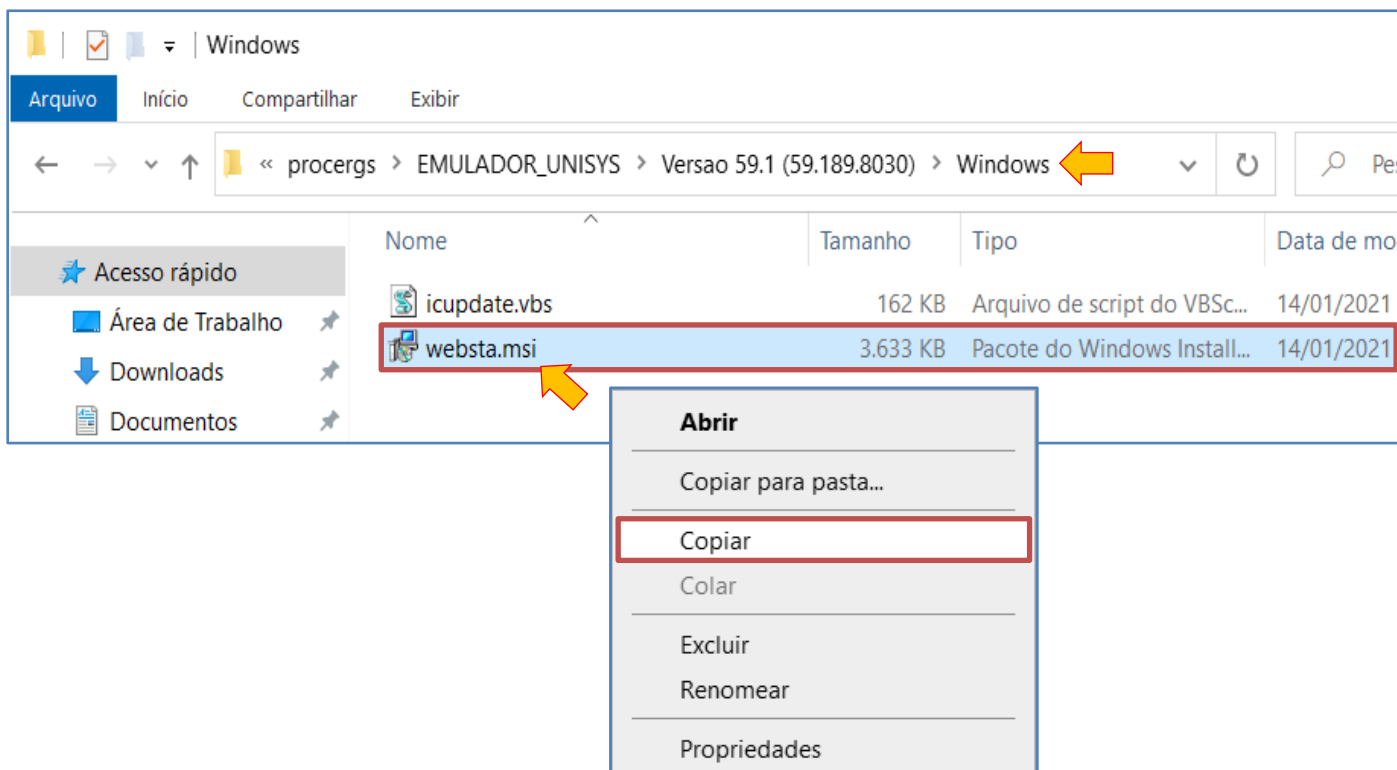 Windows
Arquivo Início Compartilhar Exibir
« procergs > EMULADOR_UNISYS > Versao 59.1 (59.189.8030) > Windows Pes
Nome Tamanho Tipo Data de mo
Acesso rápido
Área de Trabalho
Downloads
Documentos
icupdate.vbs 162 KB Arquivo de script do VBSc... 14/01/2021
websta.msi 3.633 KB Pacote do Windows Install... 14/01/2021
Abrir
Copiar para pasta...
Copiar
Colar
Excluir
Renomear
Propriedades